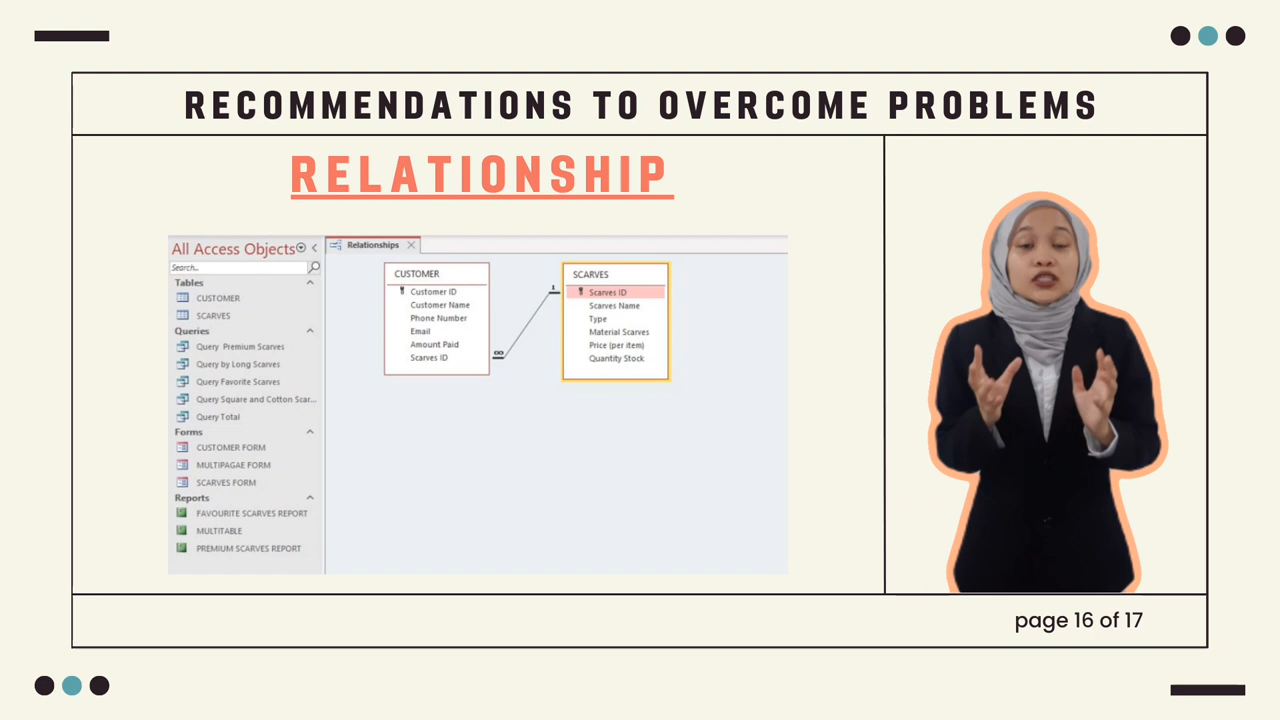 RECOMMENDATIONS TO OVERCOME PROBLEMS
RELATIONSHIP
All Access Objects
Search...
Tables
CUSTOMER
SCARVES
Queries
Query Premium Scarves
Query by Long Scarves
Query Favorite Scarves
Query Square and Cotton Scar...
Query Total
Forms
CUSTOMER FORM
MULTIPAGAE FORM
SCARVES FORM
Reports
FAVOURITE SCARVES REPORT
MULTITABLE
PREMIUM SCARVES REPORT
Relationships
CUSTOMER
Customer ID
Customer Name
Phone Number
Email
Amount Paid
Scarves ID
∞
1
SCARVES
Scarves ID
Scarves Name
Type
Material Scarves
Price (per item)
Quantity Stock
page 16 of 17